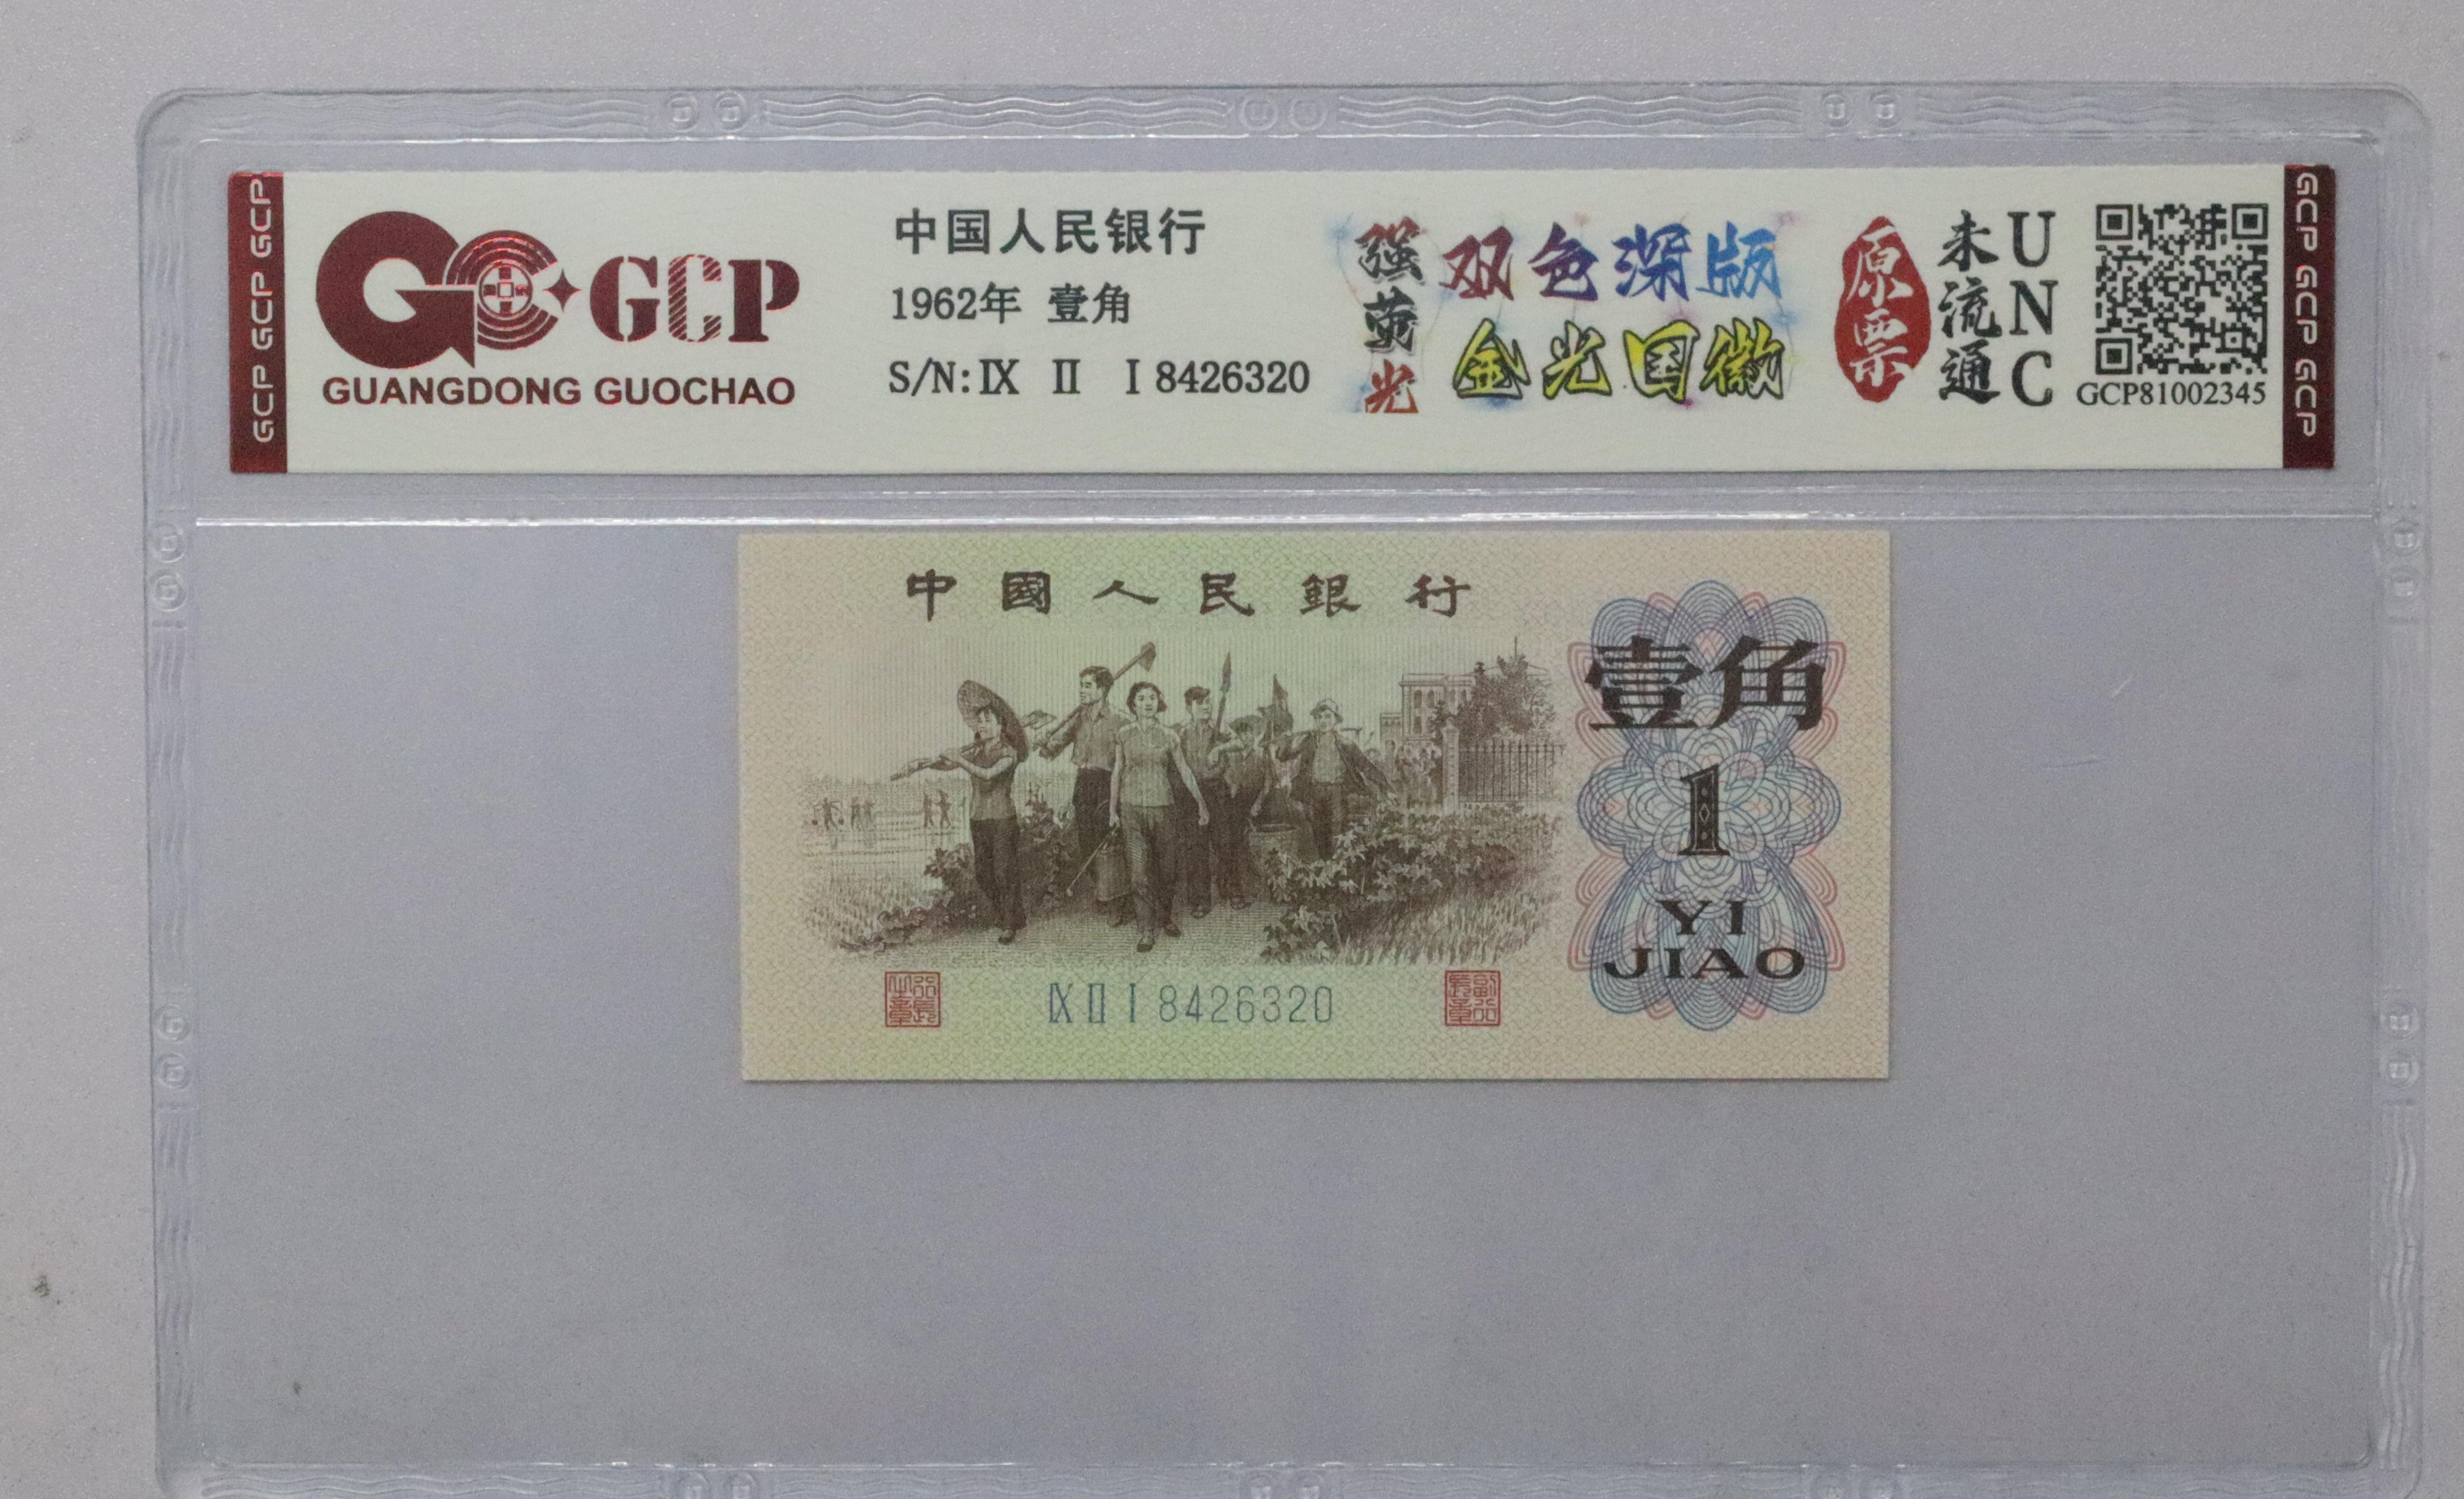 GCP GCP GCP
GCP
GUANGDONG GUOCHAO
中国人民银行
1962年 壹角
S/N: IX II I 8426320
强荧光
双色深版
金光国徽
原票
未流通
UNC
GCP81002345
GCP GCP GCP
中國人民銀行
壹角
1
YI
JIAO
IX II I 8426320